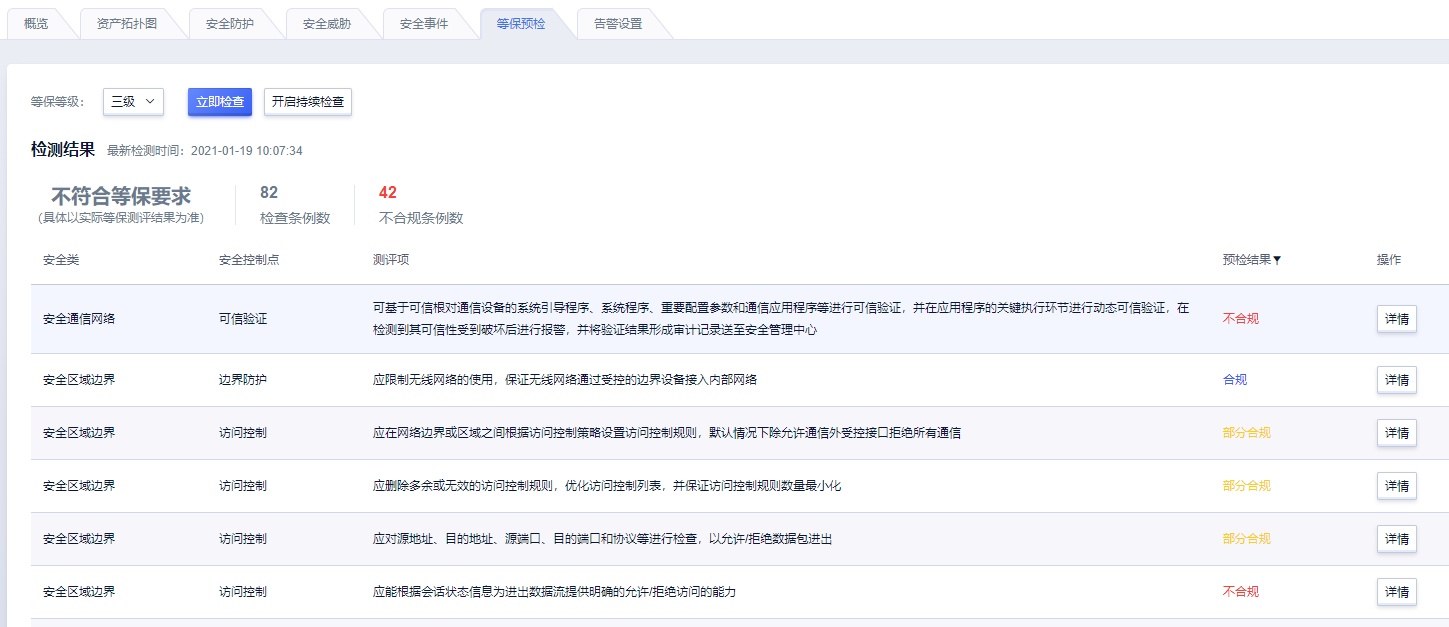 概览 资产拓扑图 安全防护 安全威胁 安全事件 等保预检 告警设置
等保等级： 三级 立即检查 开启持续检查
检测结果 最新检测时间：2021-01-19 10:07:34
不符合等保要求 82 42
(具体以实际等保测评结果为准) 检查条例数 不合规条例数
安全类 安全控制点 测评项 预检结果 操作
可基于可信根对通信设备的系统引导程序、系统程序、重要配置参数和通信应用程序等进行可信验证，并在应用程序的关键执行环节进行动态可信验证，在
安全通信网络 可信验证 不合规 详情
检测到其可信性受到破坏后进行报警，并将验证结果形成审计记录送至安全管理中心
安全区域边界 边界防护 应限制无线网络的使用，保证无线网络通过受控的边界设备接入内部网络 合规 详情
安全区域边界 访问控制 应在网络边界或区域之间根据访问控制策略设置访问控制规则，默认情况下除允许通信外受控接口拒绝所有通信 部分合规 详情
安全区域边界 访问控制 应删除多余或无效的访问控制规则，优化访问控制列表，并保证访问控制规则数量最小化 部分合规 详情
安全区域边界 访问控制 应对源地址、目的地址、源端口、目的端口和协议等进行检查，以允许/拒绝数据包进出 部分合规 详情
安全区域边界 访问控制 应能根据会话状态信息为进出数据流提供明确的允许/拒绝访问的能力 不合规 详情